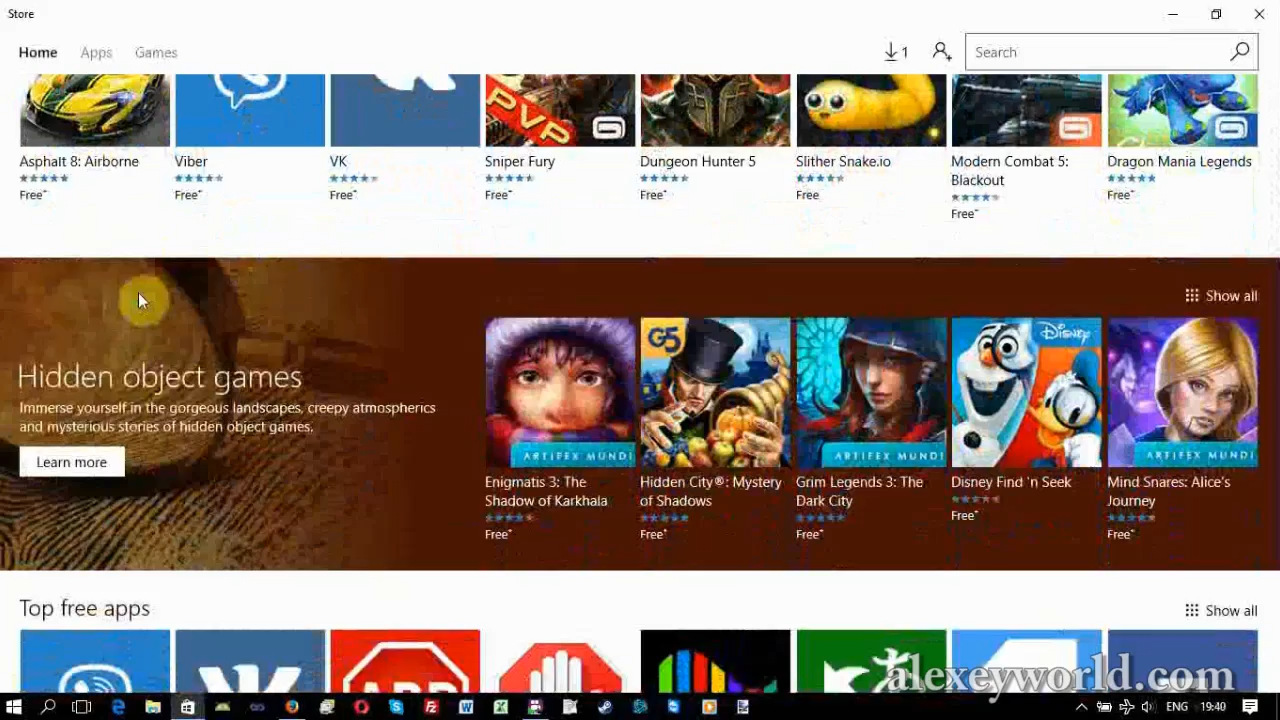 Store
Home Apps Games
1
Search
PVP
Asphalt 8: Airborne
Free*
Viber
Free*
VK
Free*
Sniper Fury
Free*
Dungeon Hunter 5
Free*
Slither Snake.io
Free
Modern Combat 5:
Blackout
Free*
Dragon Mania Legends
Free*
Show all
Hidden object games
Immerse yourself in the gorgeous landscapes, creepy atmospherics
and mysterious stories of hidden object games.
Learn more
ARTIFEX MUNDI
Enigmatis 3: The
Shadow of Karkhala
Free*
G5
Hidden City®: Mystery
of Shadows
Free*
ARTIFEX MUNDI
Grim Legends 3: The
Dark City
Free*
Disney
Disney Find 'n Seek
Free*
ARTIFEX MUNDI
Mind Snares: Alice's
Journey
Free*
Top free apps
Show all
alexeyworld.com
ENG 19:40